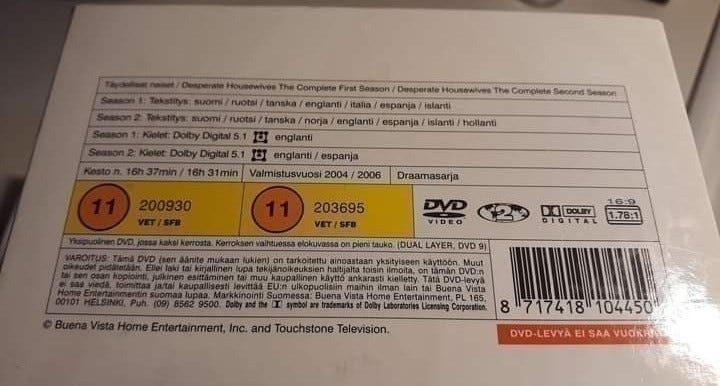 Täydelliset naiset / Desperate Housewives The Complete First Season / Desperate Housewives The Complete Second Season
Season 1: Tekstitys: suomi / ruotsi / tanska / englanti / italia / espanja / islanti
Season 2: Tekstitys: suomi / ruotsi / tanska / norja / englanti / espanja / islanti / hollanti
Season 1: Kielet: Dolby Digital 5.1 englanti
Season 2: Kielet: Dolby Digital 5.1 englanti / espanja
Kesto n. 16h 37min / 16h 31min Valmistusvuosi 2004 / 2006 Draamasarja
11 200930 VET / SFB 11 203695 VET / SFB DVD VIDEO 2 DOLBY DIGITAL 16:9 1.78:1
Yksipuolinen DVD, jossa kaksi kerrosta. Kerroksen vaihtuessa elokuvassa on pieni tauko. (DUAL LAYER, DVD 9)
VAROITUS: Tämä DVD (sen äänite mukaan lukien) on tarkoitettu ainoastaan yksityiseen käyttöön. Muut
oikeudet pidätetään. Ellei laki tai kirjallinen lupa tekijänoikeuksien haltijalta toisin ilmoita, on tämän DVD:n
tai sen osan kopiointi, julkinen esittäminen tai muu kaupallinen käyttö ankarasti kielletty. Tätä DVD-levyä
ei saa viedä, toimittaa ja/tai kaupallisesti levittää EU:n ulkopuolisiin maihin ilman lain tai Buena Vista
Home Entertainmentin suomaa lupaa. Markkinointi Suomessa: Buena Vista Home Entertainment, PL 165,
00101 HELSINKI. Puh. (09) 8562 9500. Dolby and the symbol are trademarks of Dolby Laboratories Licensing Corporation.
8 717418 104450
© Buena Vista Home Entertainment, Inc. and Touchstone Television.
DVD-LEVYÄ EI SAA